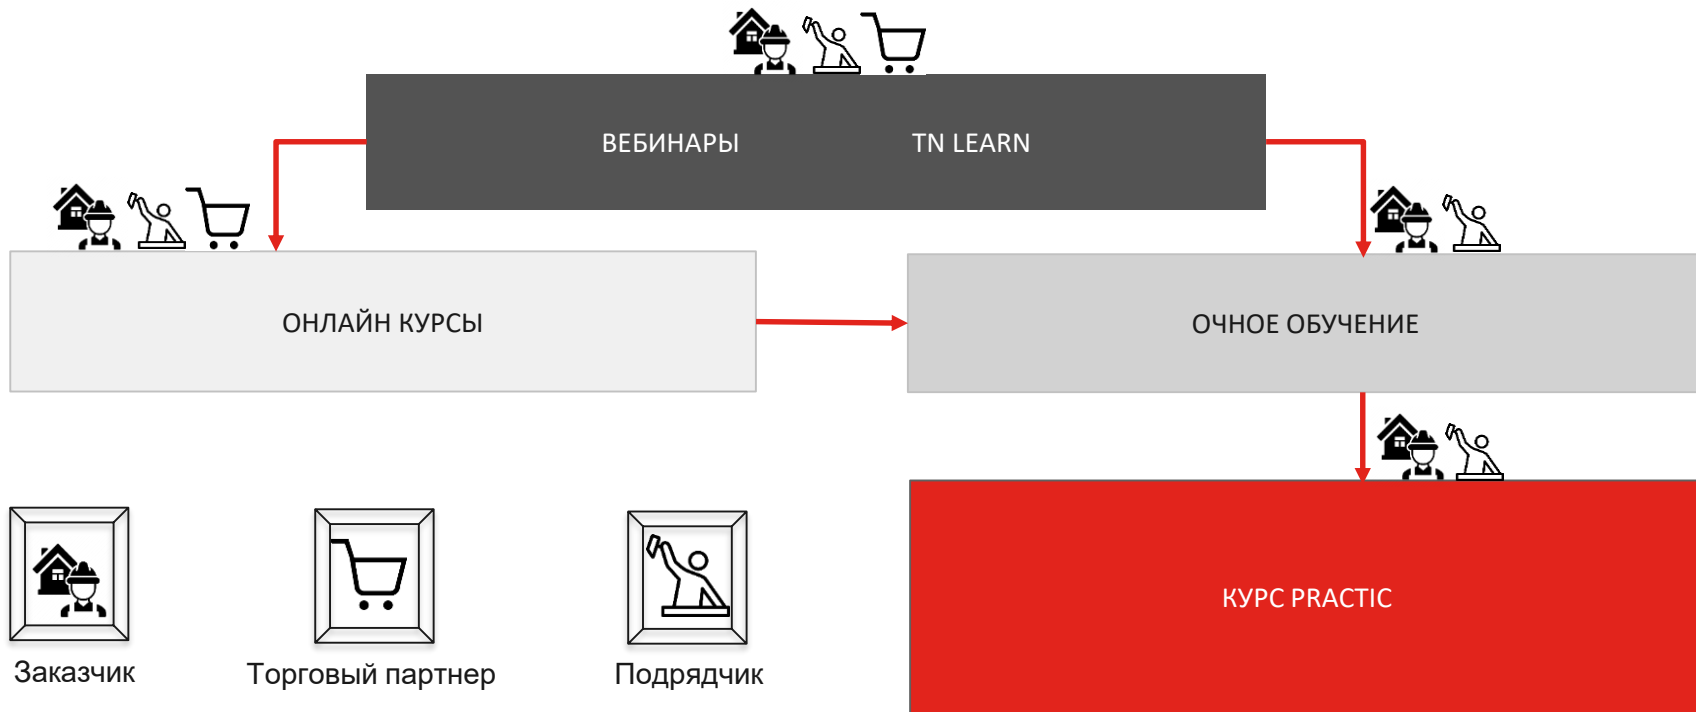 ВЕБИНАРЫ TN LEARN
ОНЛАЙН КУРСЫ
ОЧНОЕ ОБУЧЕНИЕ
КУРС PRACTIC
Заказчик
Торговый партнер
Подрядчик